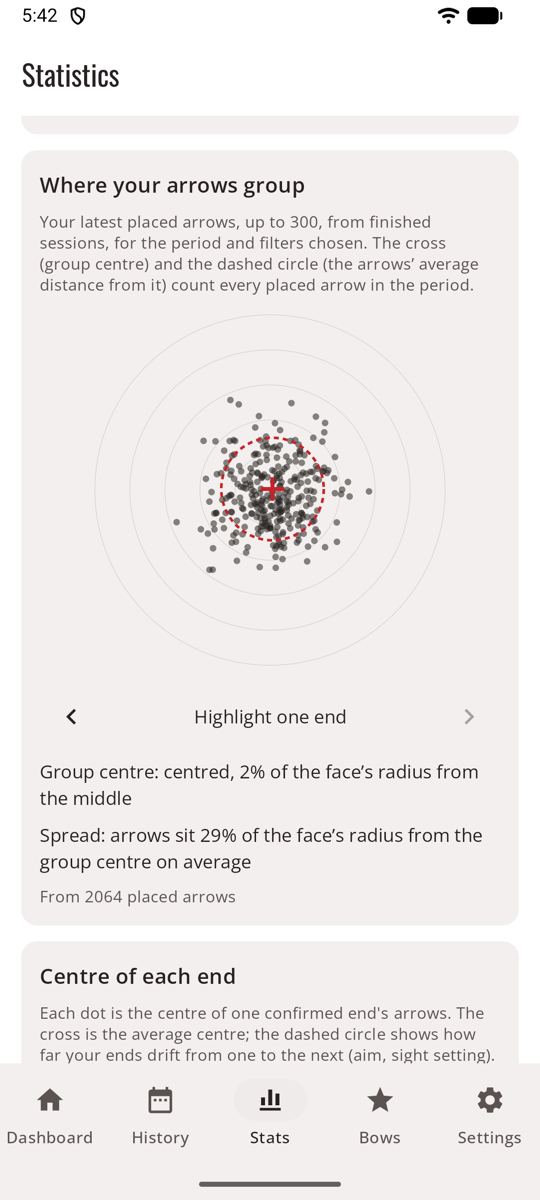 5:42
Statistics
Where your arrows group
Your latest placed arrows, up to 300, from finished
sessions, for the period and filters chosen. The cross
(group centre) and the dashed circle (the arrows’ average
distance from it) count every placed arrow in the period.
Highlight one end
Group centre: centred, 2% of the face’s radius from
the middle
Spread: arrows sit 29% of the face’s radius from the
group centre on average
From 2064 placed arrows
Centre of each end
Each dot is the centre of one confirmed end's arrows. The
cross is the average centre; the dashed circle shows how
far your ends drift from one to the next (aim, sight setting).
Dashboard
History
Stats
Bows
Settings